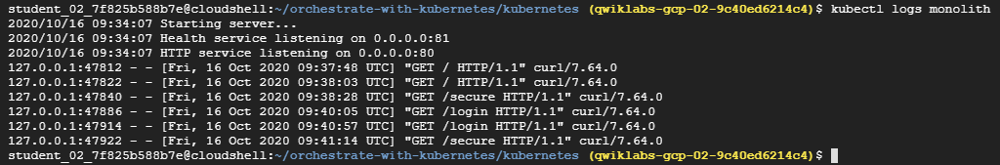 student_02_7f825b588b7e@cloudshell:~/orchestrate-with-kubernetes/kubernetes (qwiklabs-gcp-02-9c40ed6214c4)$ kubectl logs monolith
2020/10/16 09:34:07 Starting server...
2020/10/16 09:34:07 Health service listening on 0.0.0.0:81
2020/10/16 09:34:07 HTTP service listening on 0.0.0.0:80
127.0.0.1:47812 - - [Fri, 16 Oct 2020 09:37:48 UTC] "GET / HTTP/1.1" curl/7.64.0
127.0.0.1:47822 - - [Fri, 16 Oct 2020 09:38:03 UTC] "GET / HTTP/1.1" curl/7.64.0
127.0.0.1:47840 - - [Fri, 16 Oct 2020 09:38:28 UTC] "GET /secure HTTP/1.1" curl/7.64.0
127.0.0.1:47886 - - [Fri, 16 Oct 2020 09:40:05 UTC] "GET /login HTTP/1.1" curl/7.64.0
127.0.0.1:47914 - - [Fri, 16 Oct 2020 09:40:57 UTC] "GET /login HTTP/1.1" curl/7.64.0
127.0.0.1:47922 - - [Fri, 16 Oct 2020 09:41:14 UTC] "GET /secure HTTP/1.1" curl/7.64.0
student_02_7f825b588b7e@cloudshell:~/orchestrate-with-kubernetes/kubernetes (qwiklabs-gcp-02-9c40ed6214c4)$